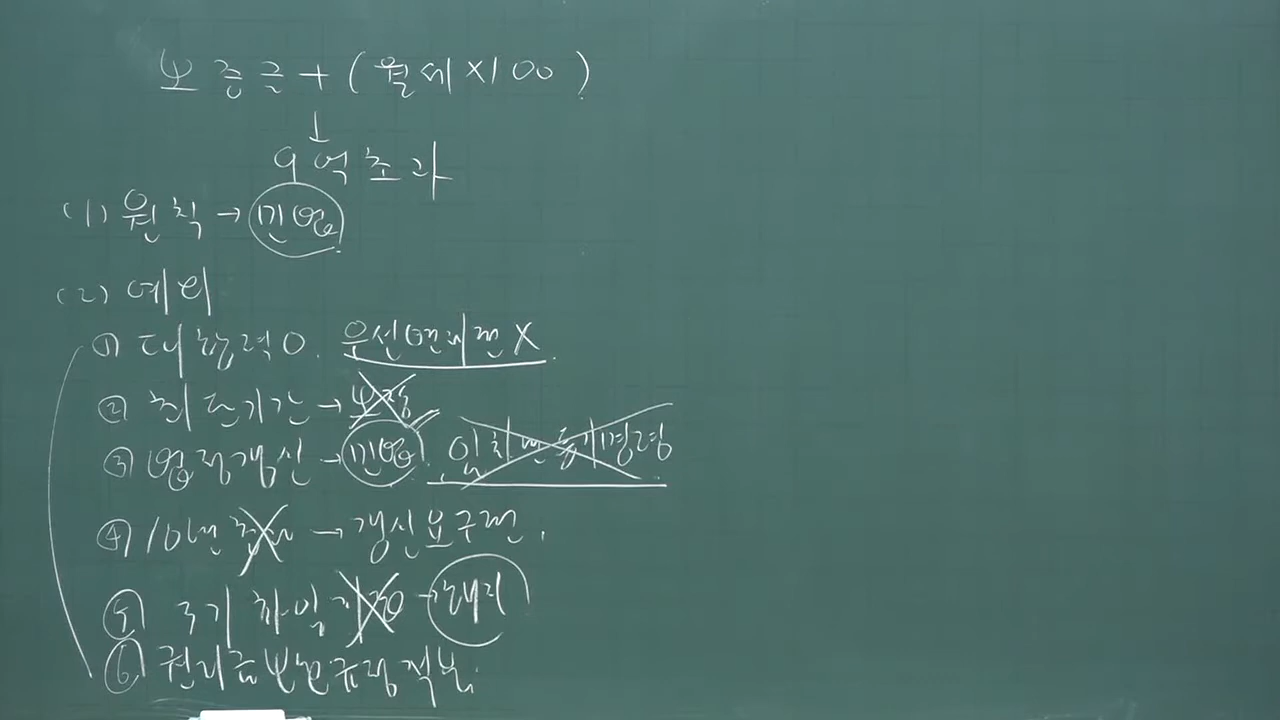 보증금+(월세×100)
↓
9억초과
(1) 원칙→민법
(2) 예외
① 대항력O. 우선변제권X
② 최단기간→보장
③ 법정갱신→민법. 임차권등기명령
④ 10년 →갱신요구권.
⑤ 3기 차임 →해지
⑥ 권리금보호규정적용.